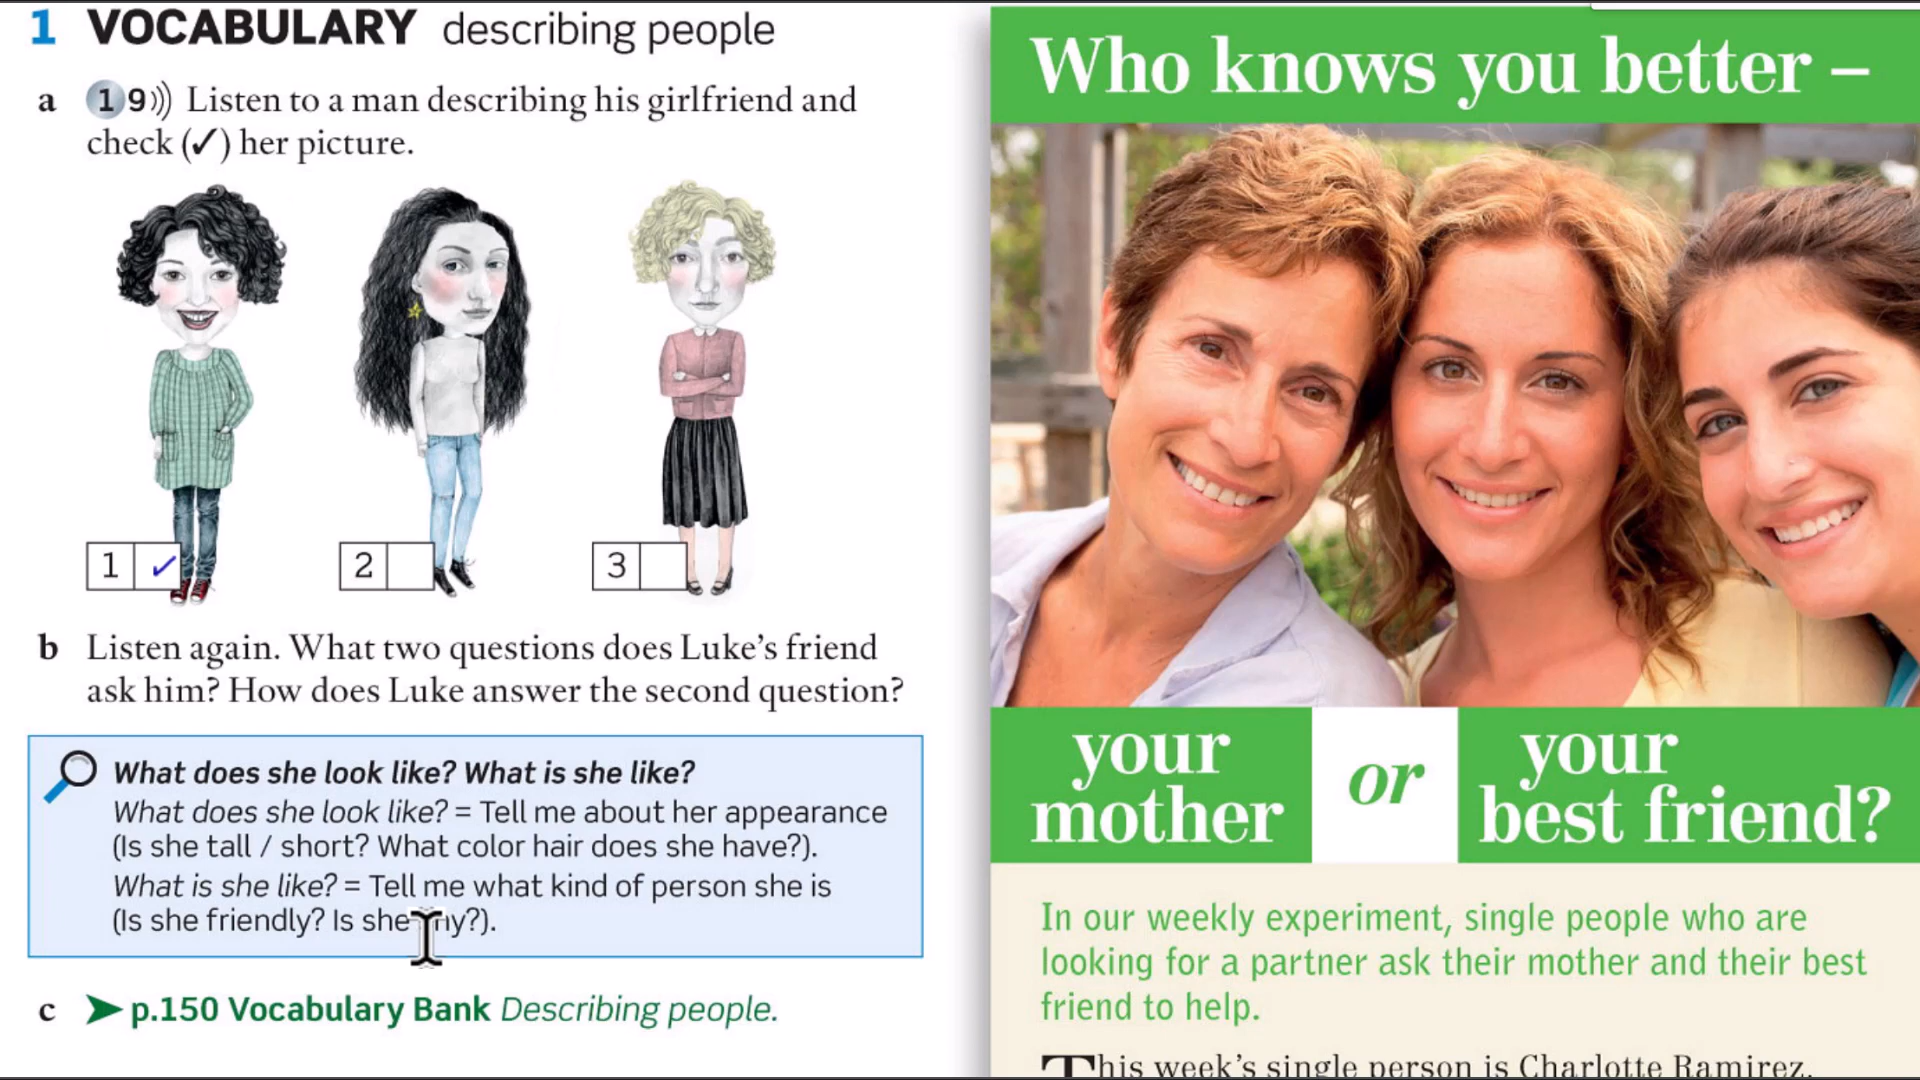 1 VOCABULARY describing people
a 1 9 Listen to a man describing his girlfriend and
check (✓) her picture.
1 ✓ 2 3
b Listen again. What two questions does Luke's friend
ask him? How does Luke answer the second question?
What does she look like? What is she like?
What does she look like? = Tell me about her appearance
(Is she tall / short? What color hair does she have?).
What is she like? = Tell me what kind of person she is
(Is she friendly? Is she
c ➤ p.150 Vocabulary Bank Describing people.
Who knows you better –
your mother or your best friend?
In our weekly experiment, single people who are
looking for a partner ask their mother and their best
friend to help.
This week's single person is Charlotte Ramirez,